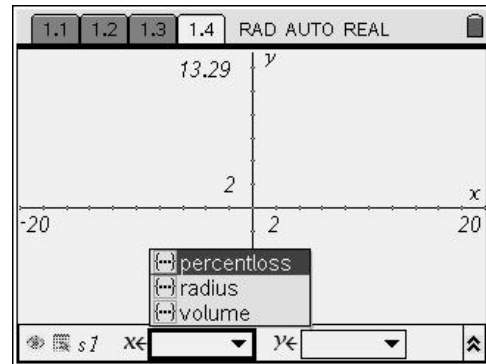 1.1 1.2 1.3 1.4 RAD AUTO REAL
13.29 y
2
x
-20 2 20
percentloss
radius
volume
s1 x← y←